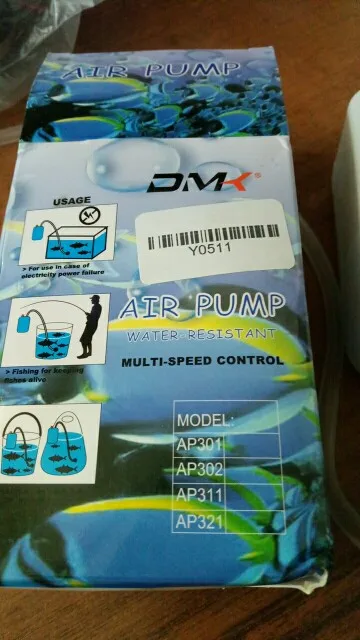 AIR PUMP
DMK®
USAGE
Y0511
> For use in case of
electricity power failure
AIR PUMP
WATER-RESISTANT
MULTI-SPEED CONTROL
> Fishing for keeping
fishes alive
MODEL:
AP301
AP302
AP311
AP321